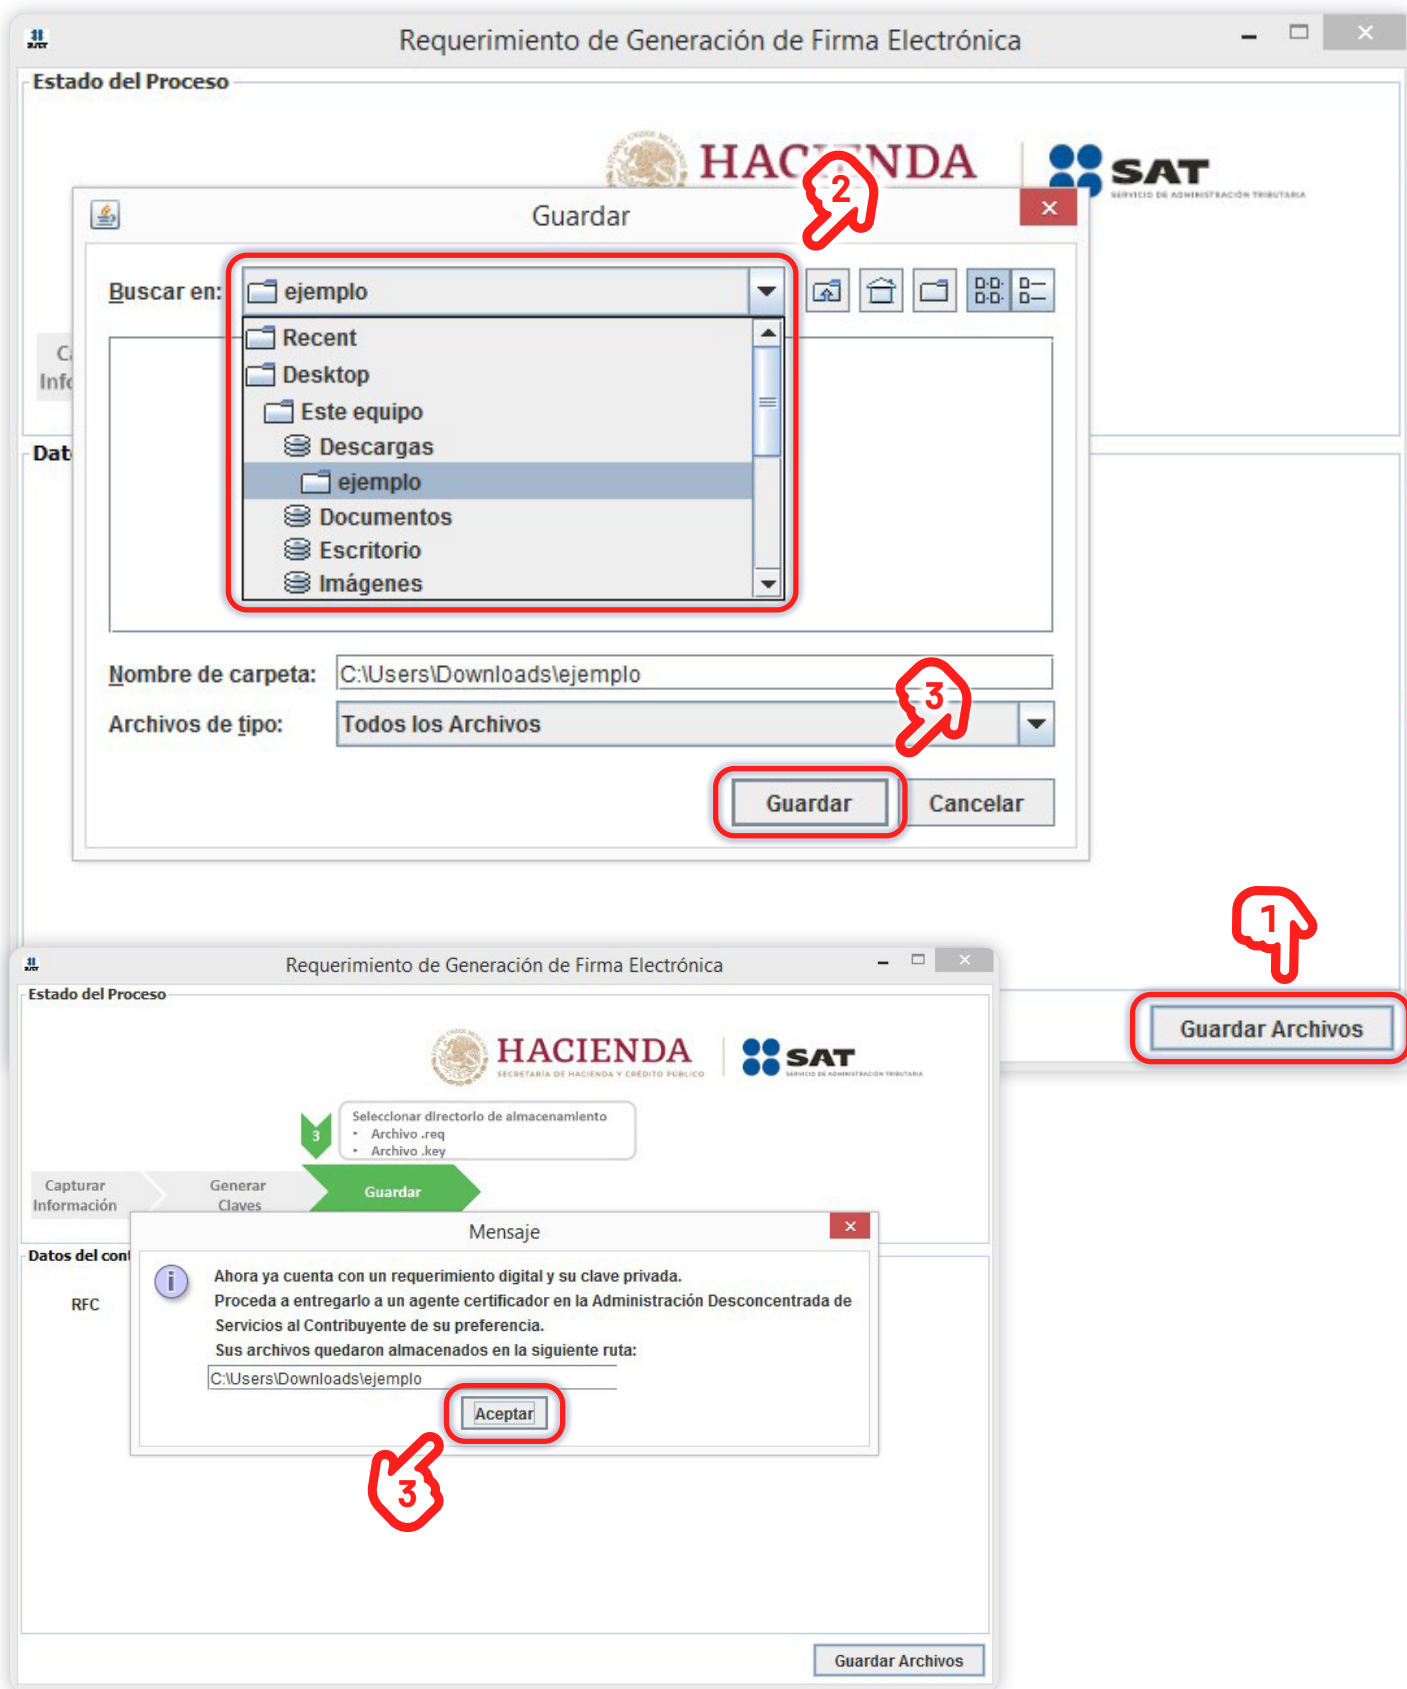 Requerimiento de Generación de Firma Electrónica
Estado del Proceso
HACIENDA
SAT
SERVICIO DE ADMINISTRACIÓN TRIBUTARIA
2
Guardar
Buscar en:
ejemplo
Recent
Desktop
Este equipo
Descargas
ejemplo
Documentos
Escritorio
Imágenes
Info
Dat
Nombre de carpeta: C:\Users\Downloads\ejemplo
3
Archivos de tipo: Todos los Archivos
Guardar Cancelar
1
Guardar Archivos
Requerimiento de Generación de Firma Electrónica
Estado del Proceso
HACIENDA
SECRETARÍA DE HACIENDA Y CRÉDITO PÚBLICO
SAT
SERVICIO DE ADMINISTRACIÓN TRIBUTARIA
3
Seleccionar directorio de almacenamiento
• Archivo .req
• Archivo .key
Capturar
Información
Generar
Claves
Guardar
Mensaje
Datos del cont
RFC
Ahora ya cuenta con un requerimiento digital y su clave privada.
Proceda a entregarlo a un agente certificador en la Administración Desconcentrada de
Servicios al Contribuyente de su preferencia.
Sus archivos quedaron almacenados en la siguiente ruta:
C:\Users\Downloads\ejemplo
Aceptar
3
Guardar Archivos